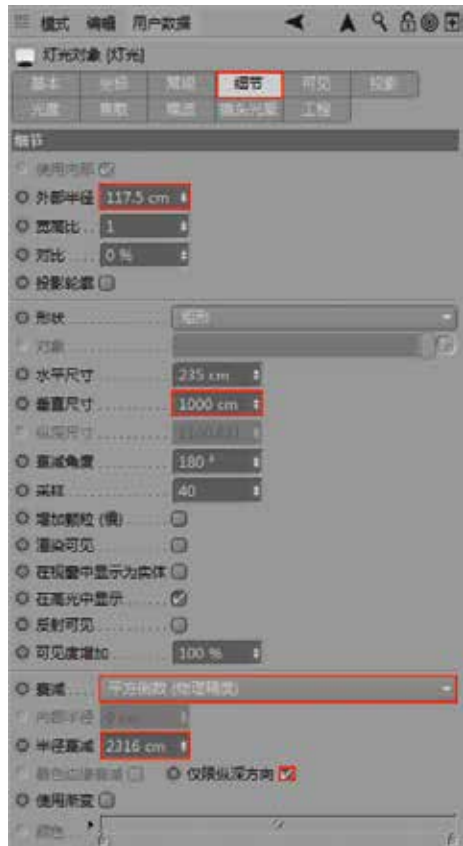 模式 编辑 用户数据
灯光对象 [灯光]
基本 坐标 常规 细节 可见 投影
光度 焦散 噪波 镜头光晕 工程
细节
使用内部
外部半径 117.5 cm
宽高比 .. 1
对比 .... 0 %
投影轮廓
形状 ......... 矩形
对象 .........
水平尺寸 ...... 235 cm
垂直尺寸 ...... 1000 cm
纵深尺寸 ......
衰减角度 ...... 180 °
采样 ......... 40
增加颗粒 (慢) ....
渲染可见 .......
在视窗中显示为实体
在高光中显示 ....
反射可见 .......
可见度增加 ..... 100 %
衰减 .... 平方倒数 (物理精度)
内部半径 0 cm
半径衰减 2316 cm
着色边缘衰减 仅限纵深方向
使用渐变
颜色